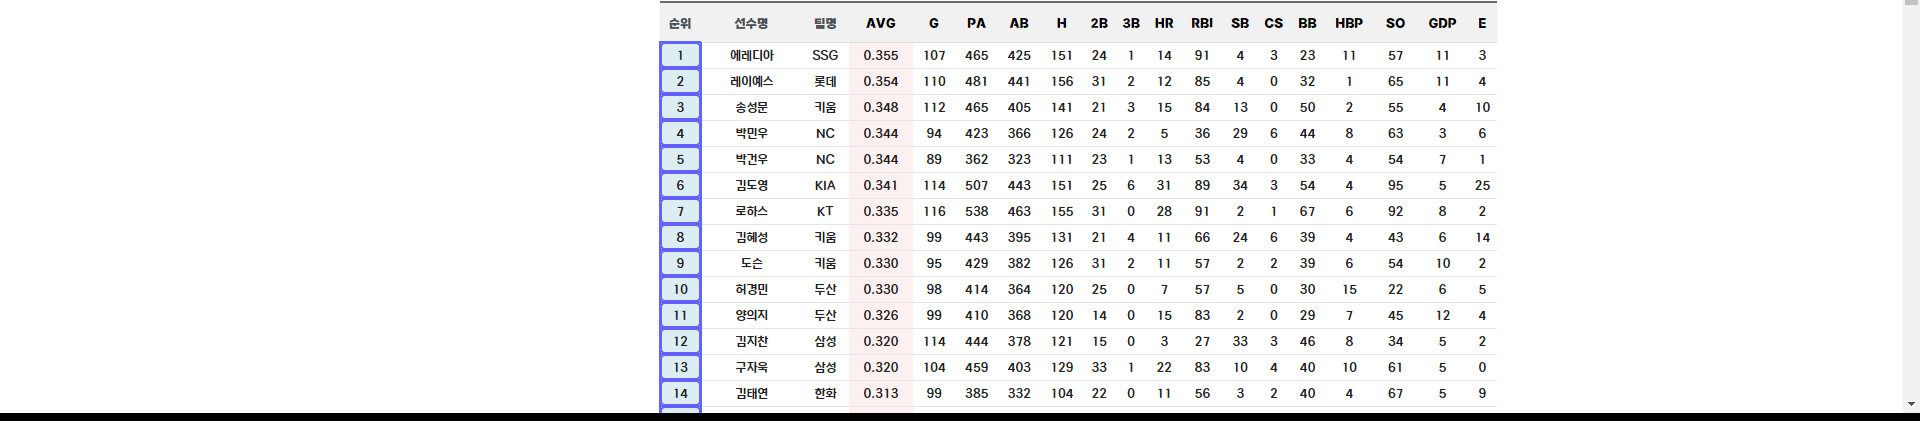 순위 선수명 팀명 AVG G PA AB H 2B 3B HR RBI SB CS BB HBP SO GDP E
1 에레디아 SSG 0.355 107 465 425 151 24 1 14 91 4 3 23 11 57 11 3
2 레이예스 롯데 0.354 110 481 441 156 31 2 12 85 4 0 32 1 65 11 4
3 송성문 키움 0.348 112 465 405 141 21 3 15 84 13 0 50 2 55 4 10
4 박민우 NC 0.344 94 423 366 126 24 2 5 36 29 6 44 8 63 3 6
5 박건우 NC 0.344 89 362 323 111 23 1 13 53 4 0 33 4 54 7 1
6 김도영 KIA 0.341 114 507 443 151 25 6 31 89 34 3 54 4 95 5 25
7 로하스 KT 0.335 116 538 463 155 31 0 28 91 2 1 67 6 92 8 2
8 김혜성 키움 0.332 99 443 395 131 21 4 11 66 24 6 39 4 43 6 14
9 도슨 키움 0.330 95 429 382 126 31 2 11 57 2 2 39 6 54 10 2
10 허경민 두산 0.330 98 414 364 120 25 0 7 57 5 0 30 15 22 6 5
11 양의지 두산 0.326 99 410 368 120 14 0 15 83 2 0 29 7 45 12 4
12 김지찬 삼성 0.320 114 444 378 121 15 0 3 27 33 3 46 8 34 5 2
13 구자욱 삼성 0.320 104 459 403 129 33 1 22 83 10 4 40 10 61 5 0
14 김태연 한화 0.313 99 385 332 104 22 0 11 56 3 2 40 4 67 5 9